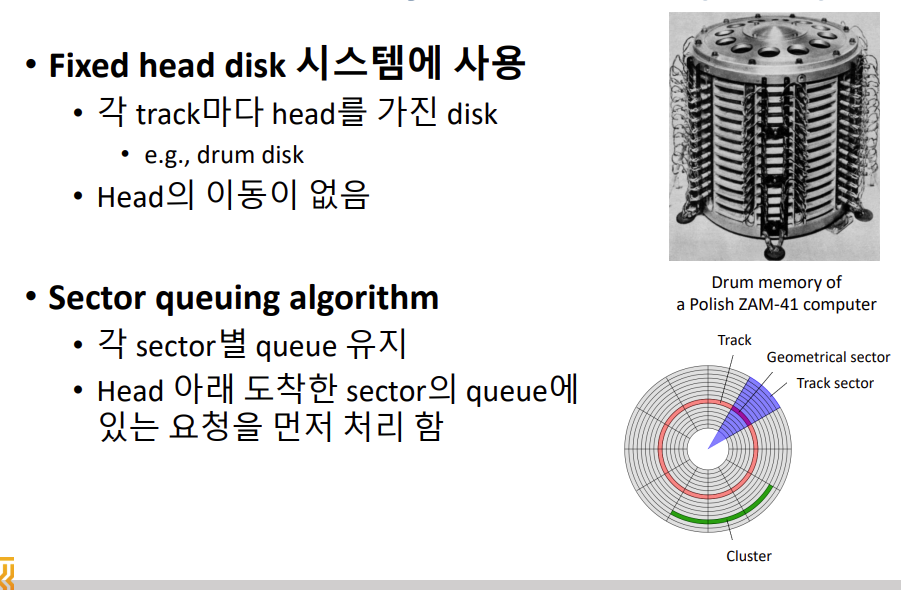 • Fixed head disk 시스템에 사용
• 각 track마다 head를 가진 disk
• e.g., drum disk
• Head의 이동이 없음
• Sector queuing algorithm
• 각 sector별 queue 유지
• Head 아래 도착한 sector의 queue에
있는 요청을 먼저 처리 함
Drum memory of
a Polish ZAM-41 computer
Track
Geometrical sector
Track sector
Cluster